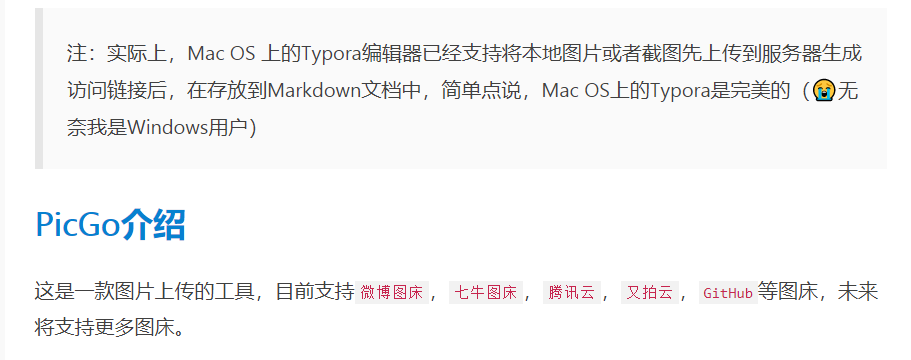 注：实际上，Mac OS 上的Typora编辑器已经支持将本地图片或者截图先上传到服务器生成
访问链接后，在存放到Markdown文档中，简单点说，Mac OS上的Typora是完美的（😭无
奈我是Windows用户）
PicGo介绍
这是一款图片上传的工具，目前支持微博图床，七牛图床，腾讯云，又拍云，GitHub等图床，未来
将支持更多图床。